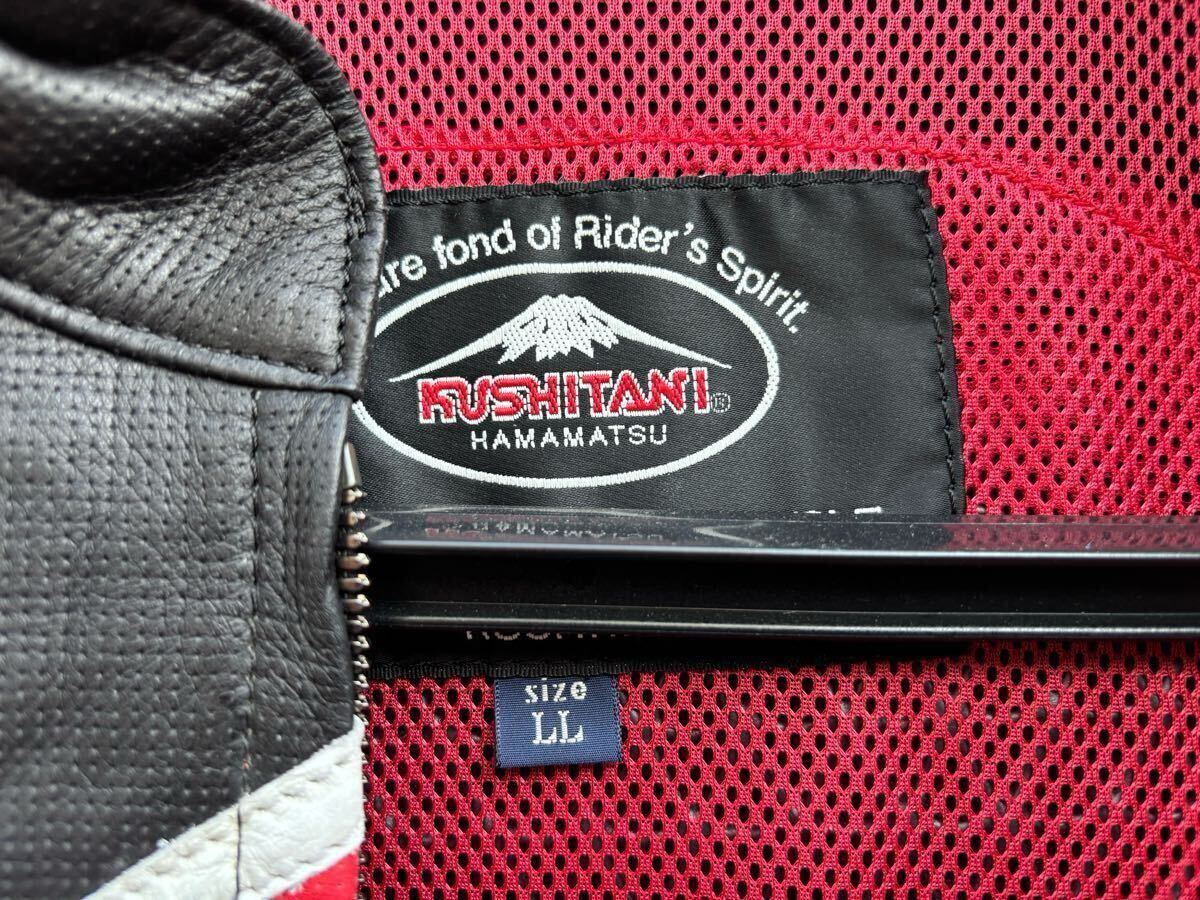 are fond of Rider's Spirit.
KUSHITANI®
HAMAMATSU
size
LL